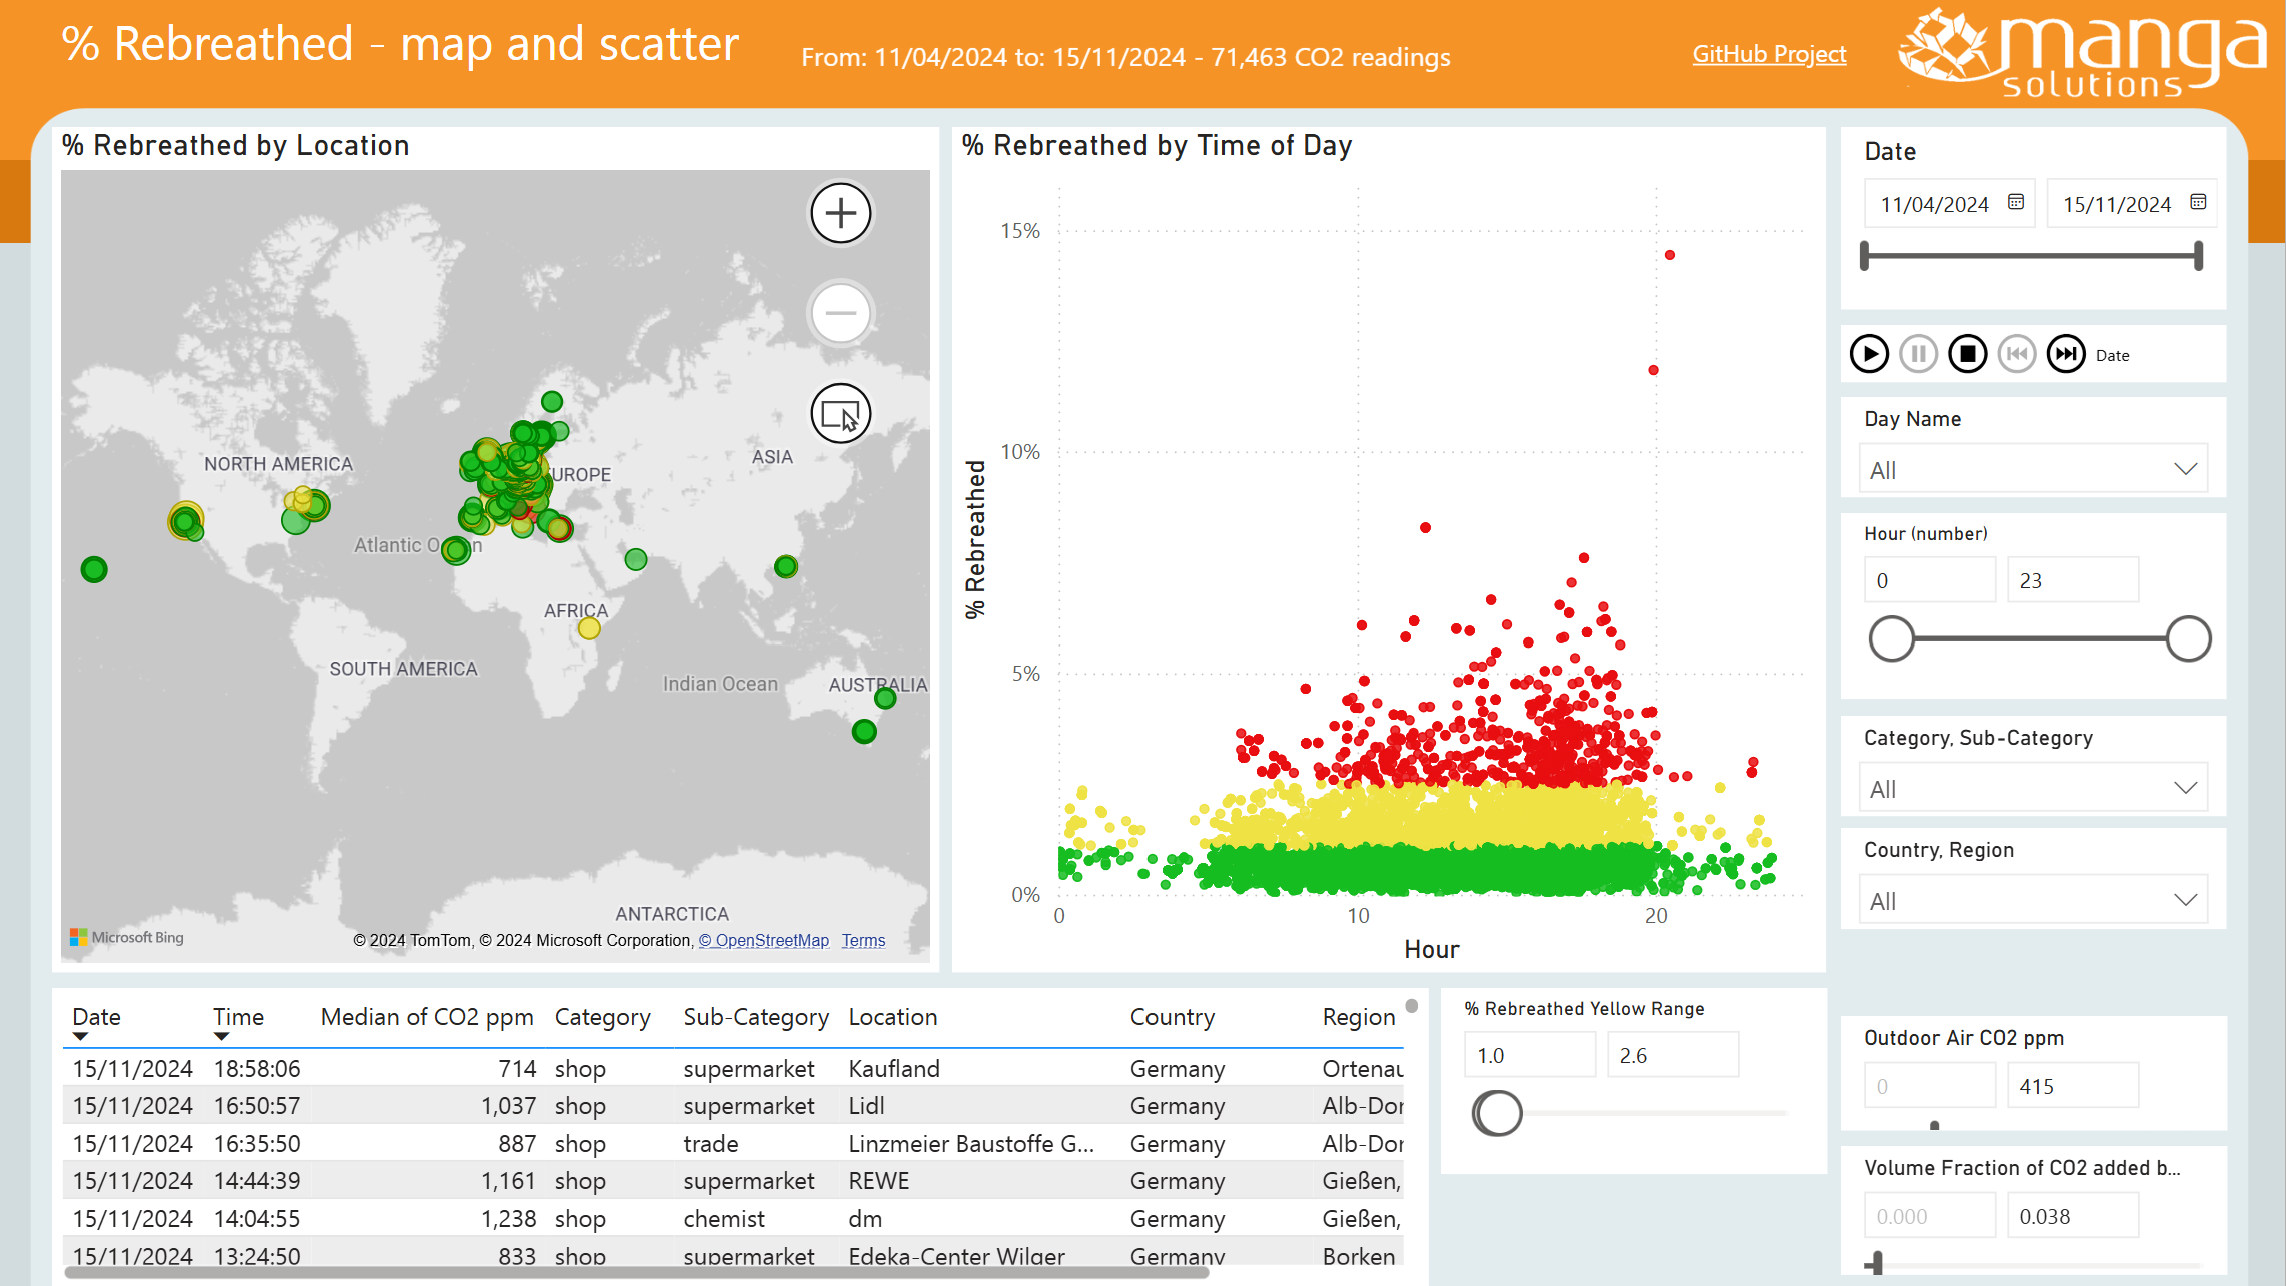 % Rebreathed - map and scatter
From: 11/04/2024 to: 15/11/2024 - 71,463 CO2 readings
GitHub Project
manga
solutions
% Rebreathed by Location
NORTH AMERICA
ASIA
UROPE
Atlantic O n
AFRICA
SOUTH AMERICA
Indian Ocean
AUSTRALIA
ANTARCTICA
Microsoft Bing
© 2024 TomTom, © 2024 Microsoft Corporation, © OpenStreetMap Terms
% Rebreathed by Time of Day
15%
10%
5%
0%
% Rebreathed
0 10 20
Hour
Date
11/04/2024 15/11/2024
Date
Day Name
All
Hour (number)
0 23
Category, Sub-Category
All
Country, Region
All
Date Time Median of CO2 ppm Category Sub-Category Location Country Region
15/11/2024 18:58:06 714 shop supermarket Kaufland Germany Ortenau
15/11/2024 16:50:57 1,037 shop supermarket Lidl Germany Alb-Dor
15/11/2024 16:35:50 887 shop trade Linzmeier Baustoffe G... Germany Alb-Dor
15/11/2024 14:44:39 1,161 shop supermarket REWE Germany Gießen,
15/11/2024 14:04:55 1,238 shop chemist dm Germany Gießen,
15/11/2024 13:24:50 833 shop supermarket Edeka-Center Wilger Germany Borken
% Rebreathed Yellow Range
1.0 2.6
Outdoor Air CO2 ppm
0 415
Volume Fraction of CO2 added b...
0.000 0.038